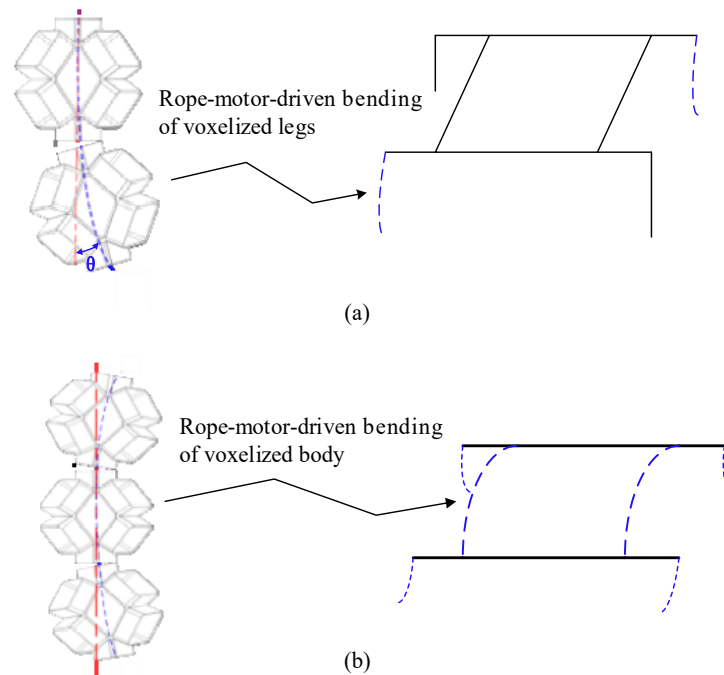 Rope-motor-driven bending
of voxelized legs
θ
(a)
Rope-motor-driven bending
of voxelized body
(b)